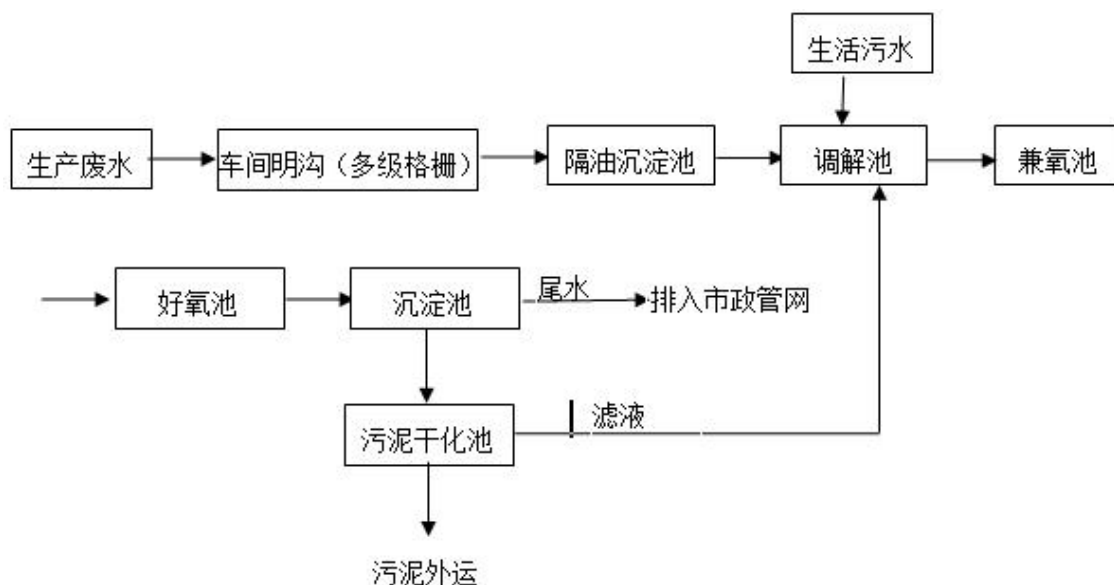 生活污水
生产废水
车间明沟（多级格栅）
隔油沉淀池
调解池
兼氧池
好氧池
沉淀池
尾水
排入市政管网
污泥干化池
滤液
污泥外运